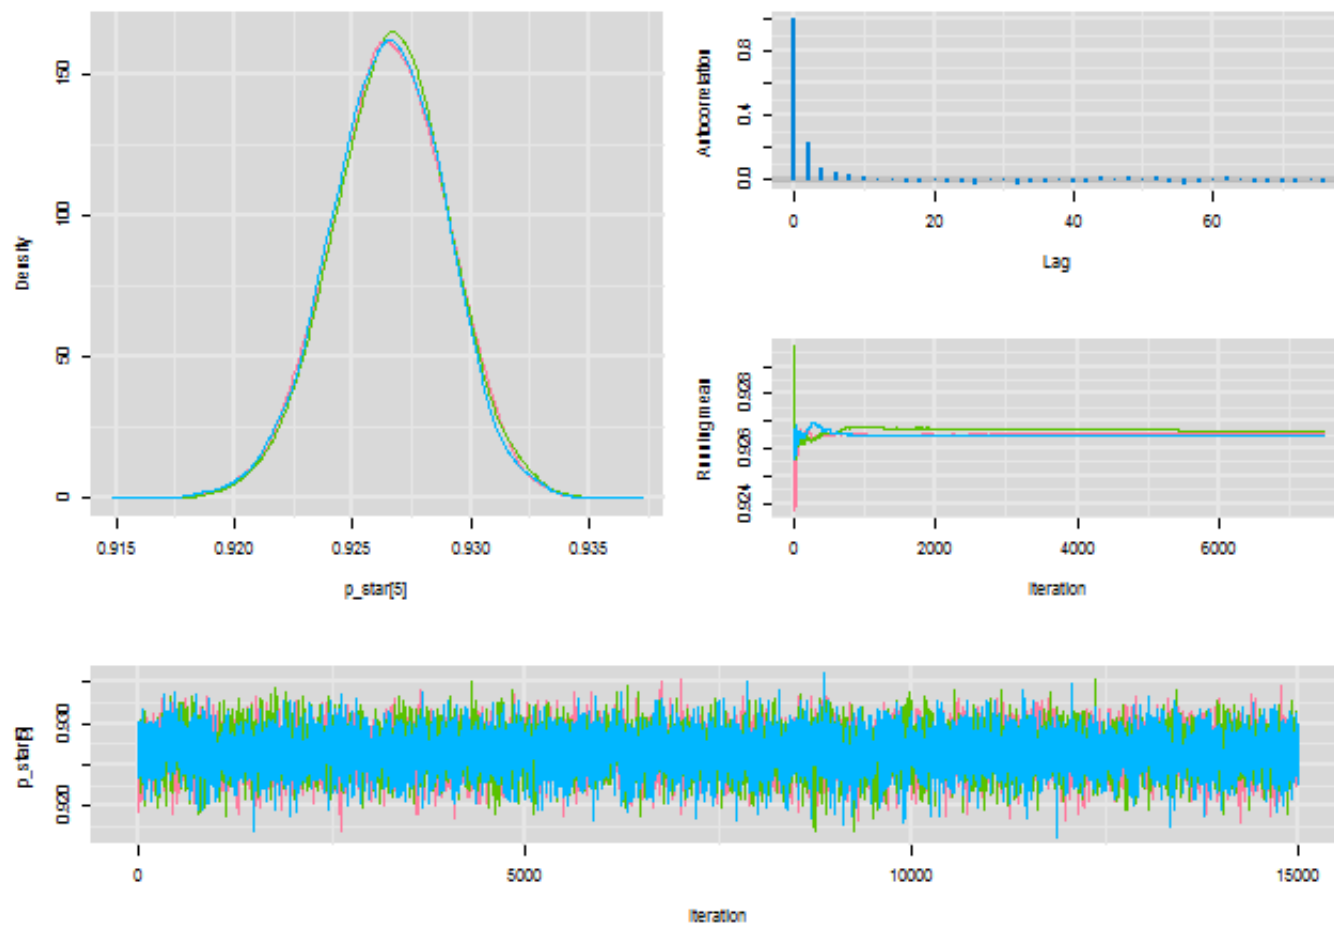 150
100
50
0
Density
0.915 0.920 0.925 0.930 0.935
p_star[5]
0.8
0.4
0.0
Autocorrelation
0 20 40 60
Lag
0.928
0.926
0.924
Running mean
0 2000 4000 6000
Iteration
0.930
0.920
p_star[5]
0 5000 10000 15000
Iteration